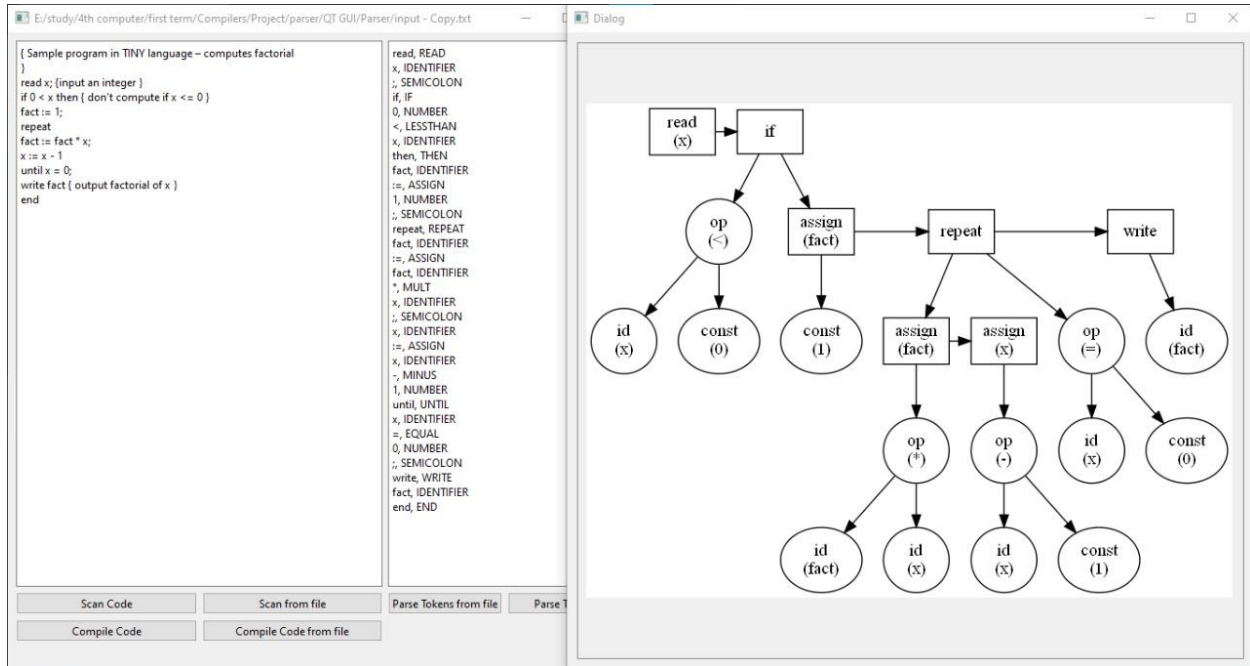 E:/study/4th computer/first term/Compilers/Project/parser/QT GUI/Parser/input - Copy.txt
{ Sample program in TINY language – computes factorial
}
read x; {input an integer }
if 0 < x then { don't compute if x <= 0 }
fact := 1;
repeat
fact := fact * x;
x := x - 1
until x = 0;
write fact { output factorial of x }
end
read, READ
x, IDENTIFIER
;, SEMICOLON
if, IF
0, NUMBER
<, LESSTHAN
x, IDENTIFIER
then, THEN
fact, IDENTIFIER
:=, ASSIGN
1, NUMBER
;, SEMICOLON
repeat, REPEAT
fact, IDENTIFIER
:=, ASSIGN
fact, IDENTIFIER
*, MULT
x, IDENTIFIER
;, SEMICOLON
x, IDENTIFIER
:=, ASSIGN
x, IDENTIFIER
-, MINUS
1, NUMBER
until, UNTIL
x, IDENTIFIER
=, EQUAL
0, NUMBER
;, SEMICOLON
write, WRITE
fact, IDENTIFIER
end, END
Scan Code
Scan from file
Parse Tokens from file
Parse T
Compile Code
Compile Code from file
Dialog
read
(x)
if
op
(<)
assign
(fact)
repeat
write
id
(x)
const
(0)
const
(1)
assign
(fact)
assign
(x)
op
(=)
id
(fact)
op
(*)
op
(-)
id
(x)
const
(0)
id
(fact)
id
(x)
id
(x)
const
(1)